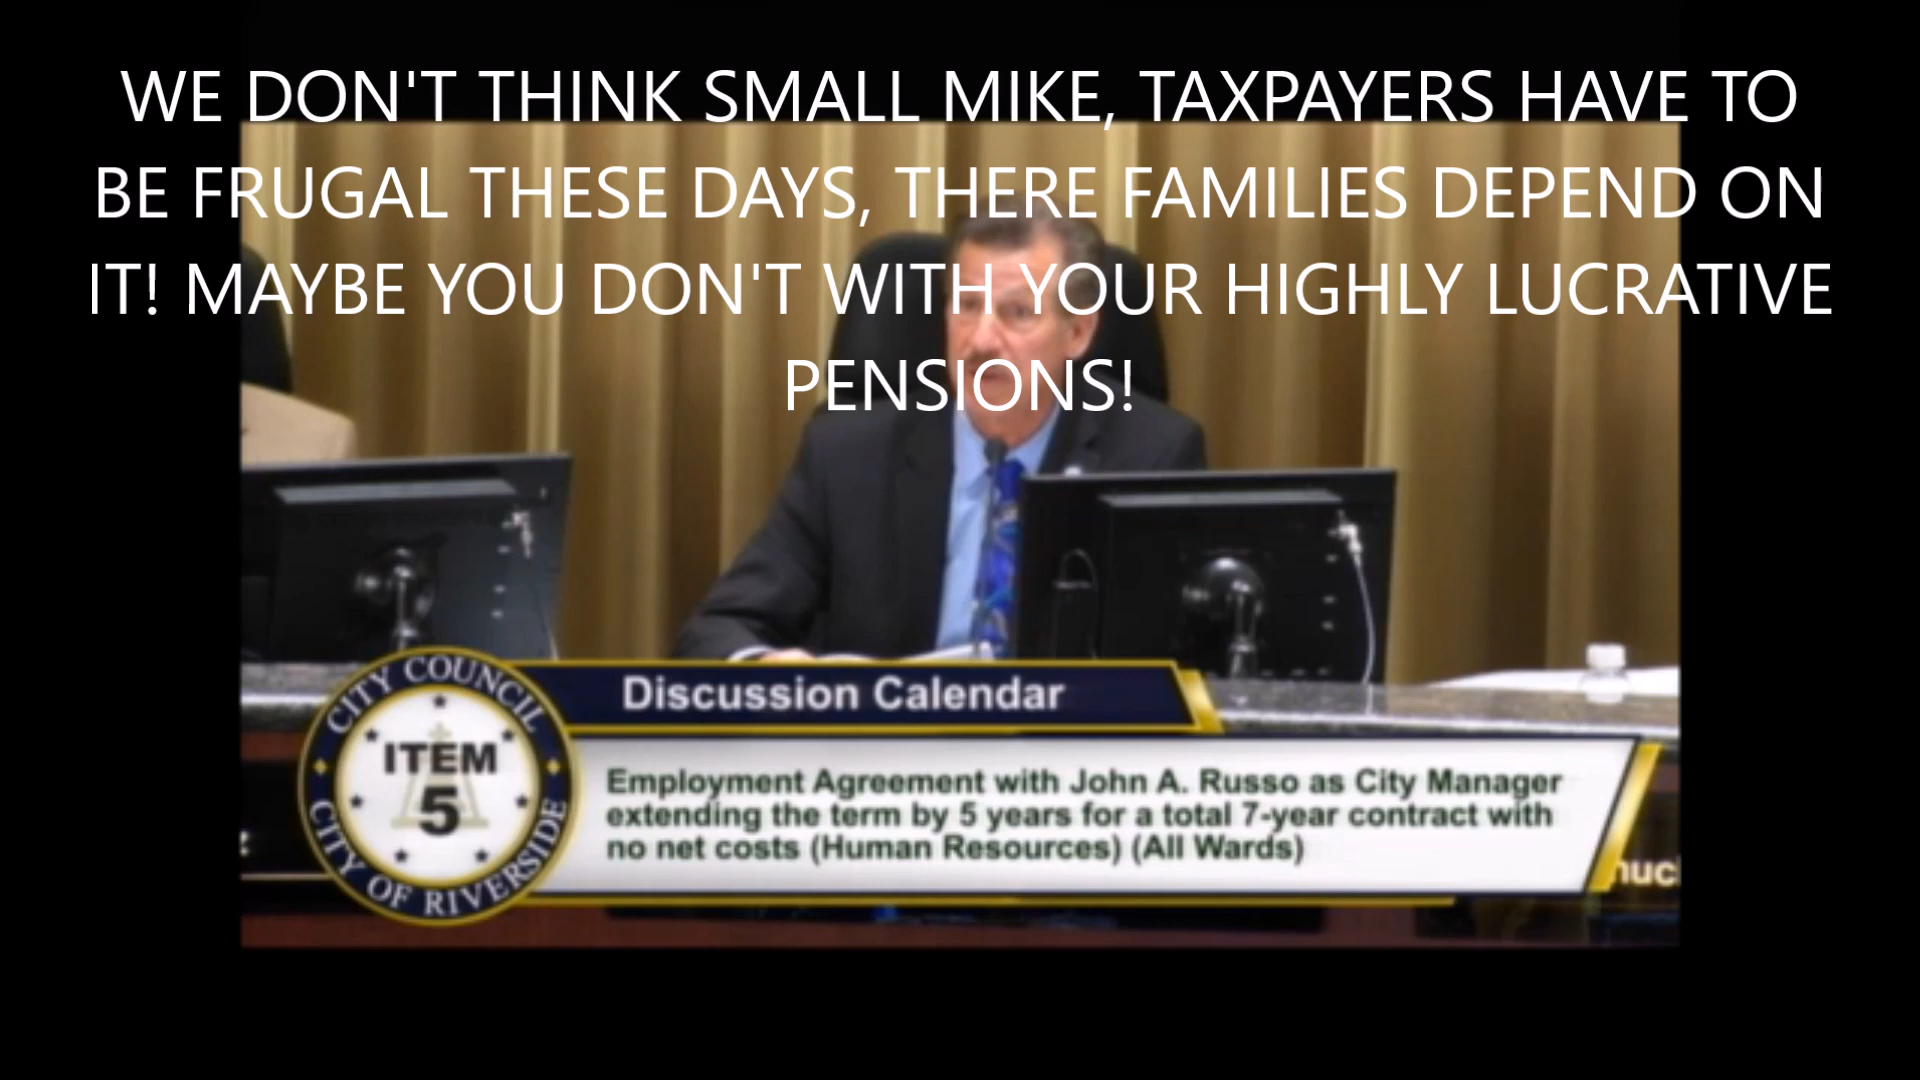 WE DON'T THINK SMALL MIKE, TAXPAYERS HAVE TO
BE FRUGAL THESE DAYS, THERE FAMILIES DEPEND ON
IT! MAYBE YOU DON'T WITH YOUR HIGHLY LUCRATIVE
PENSIONS!
Discussion Calendar
CITY COUNCIL
ITEM
5
CITY OF RIVERSIDE
Employment Agreement with John A. Russo as City Manager
extending the term by 5 years for a total 7-year contract with
no net costs (Human Resources) (All Wards)